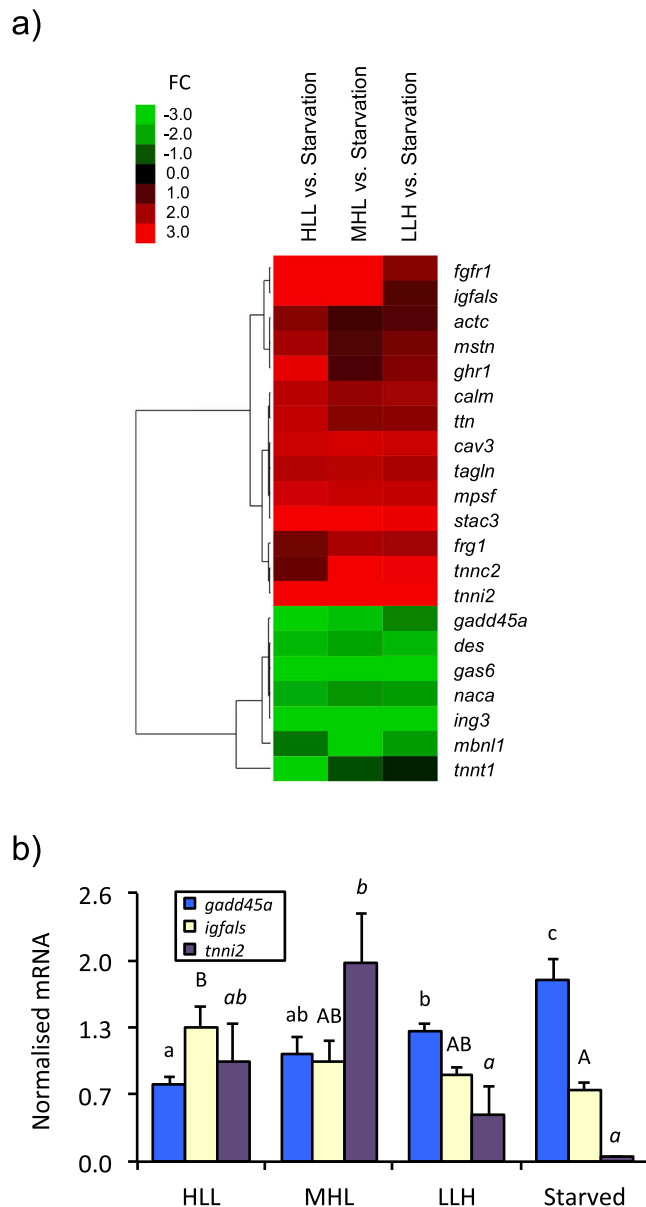 a)
FC
-3.0
-2.0
-1.0
0.0
1.0
2.0
3.0
HLL vs. Starvation
MHL vs. Starvation
LLH vs. Starvation
fgfr1
igfals
actc
mstn
ghr1
calm
ttn
cav3
tagln
mpsf
stac3
frg1
tnnc2
tnni2
gadd45a
des
gas6
naca
ing3
mbnl1
tnnt1
b)
Normalised mRNA
2.6
2.0
1.3
0.7
0.0
gadd45a
igfals
tnni2
a
B
ab
ab
AB
b
b
AB
a
c
A
a
HLL
MHL
LLH
Starved